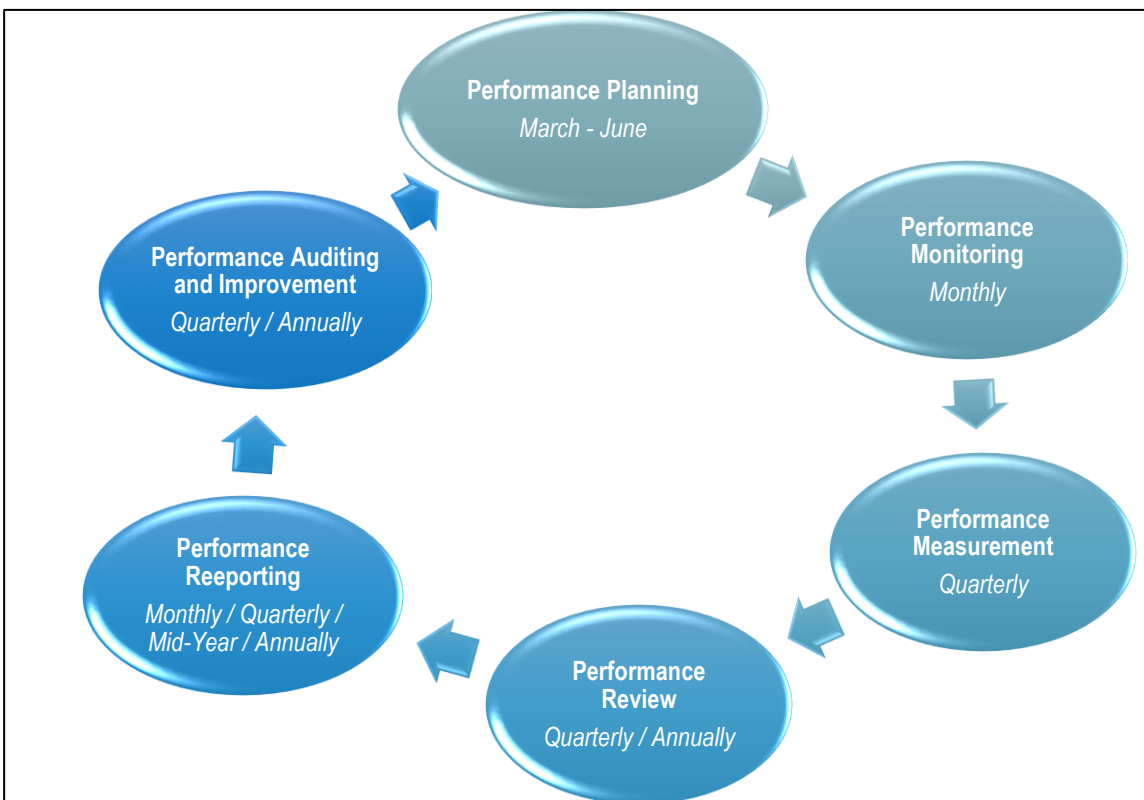 Performance Planning
March - June
Performance
Monitoring
Monthly
Performance
Measurement
Quarterly
Performance
Review
Quarterly / Annually
Performance
Reeporting
Monthly / Quarterly /
Mid-Year / Annually
Performance Auditing
and Improvement
Quarterly / Annually